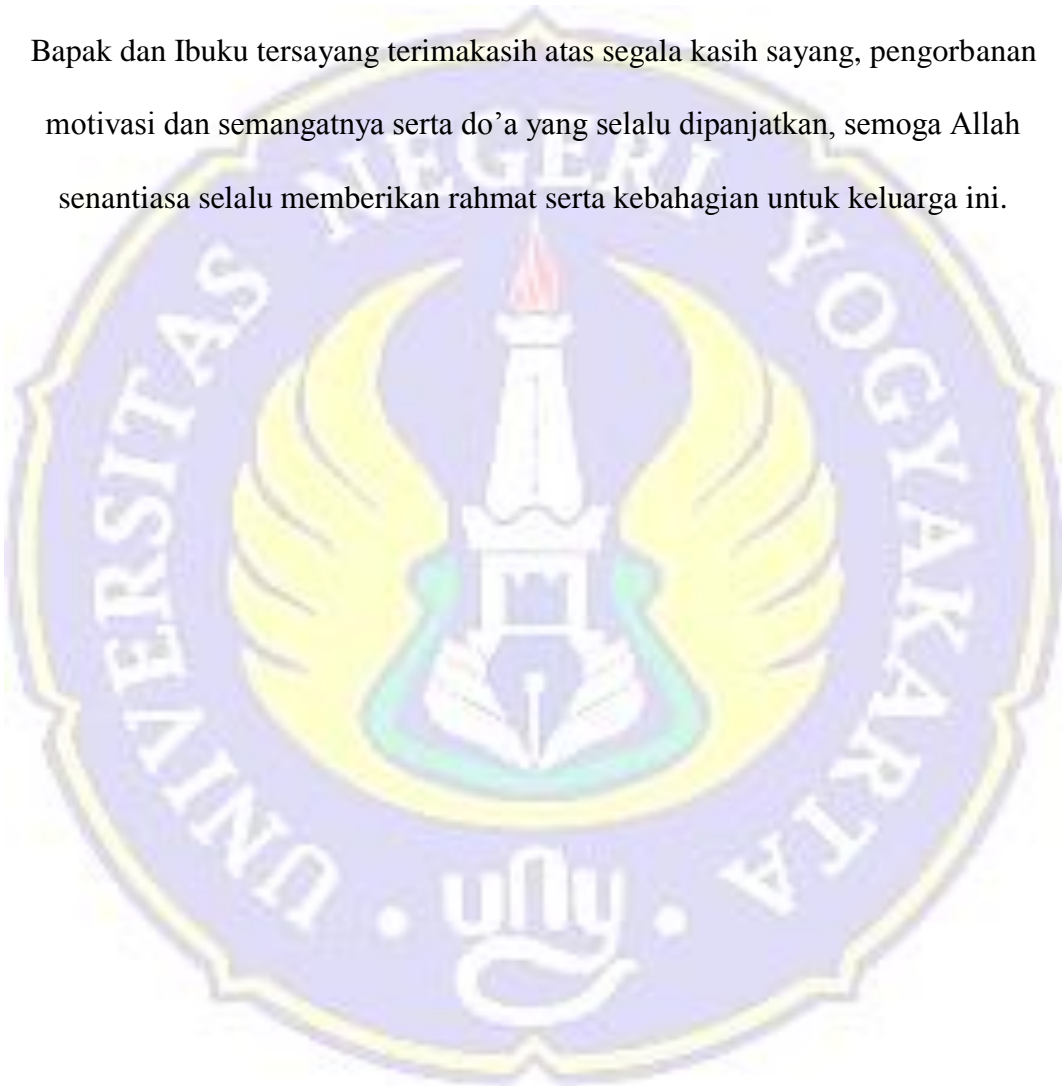 Bapak dan Ibuku tersayang terimakasih atas segala kasih sayang, pengorbanan
motivasi dan semangatnya serta do’a yang selalu dipanjatkan, semoga Allah
senantiasa selalu memberikan rahmat serta kebahagian untuk keluarga ini.
UNIVERSITAS NEGERI YOGYAKARTA
uny